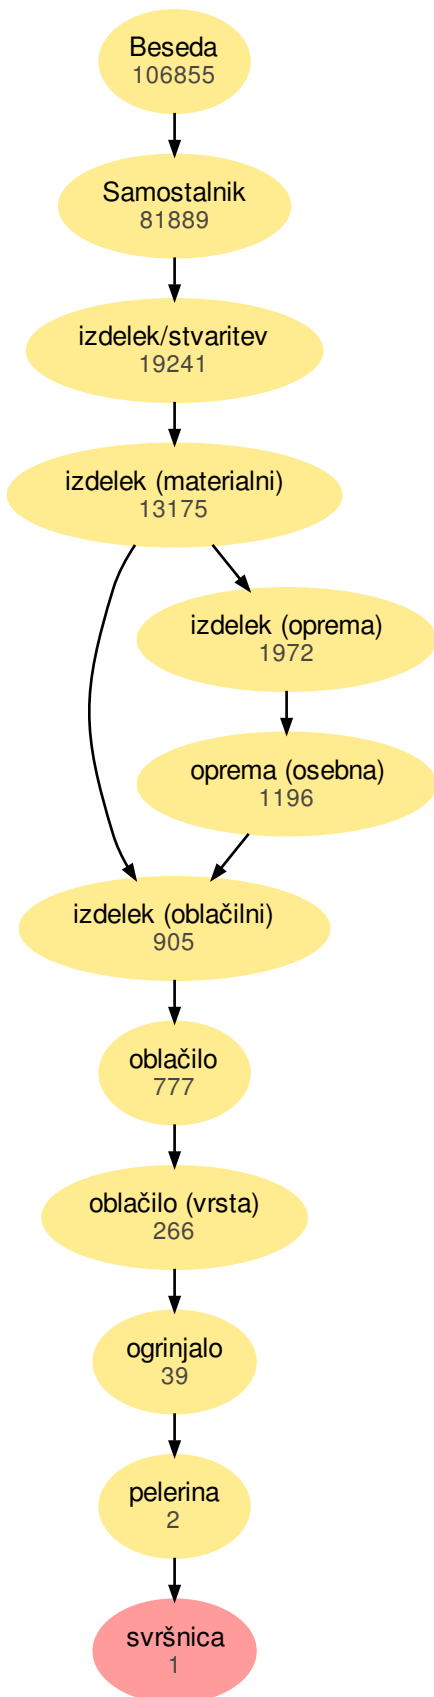 Beseda
106855
Samostalnik
81889
izdelek/stvaritev
19241
izdelek (materialni)
13175
izdelek (oprema)
1972
oprema (osebna)
1196
izdelek (oblačilni)
905
oblačilo
777
oblačilo (vrsta)
266
ogrinjalo
39
pelerina
2
svršnica
1